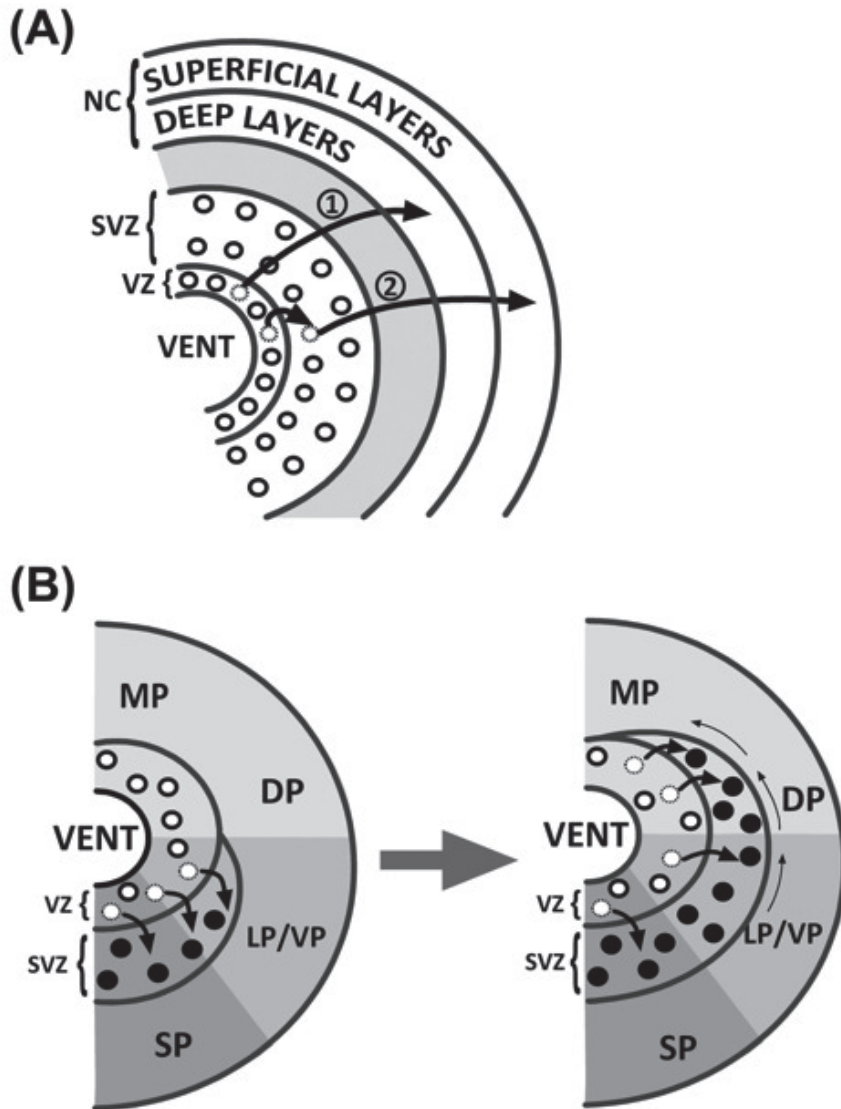 (A)
SUPERFICIAL LAYERS
NC {
DEEP LAYERS
SVZ {
①
VZ {
②
VENT
(B)
MP
DP
VENT
VZ {
SVZ {
LP/VP
SP
MP
DP
VENT
VZ {
SVZ {
LP/VP
SP